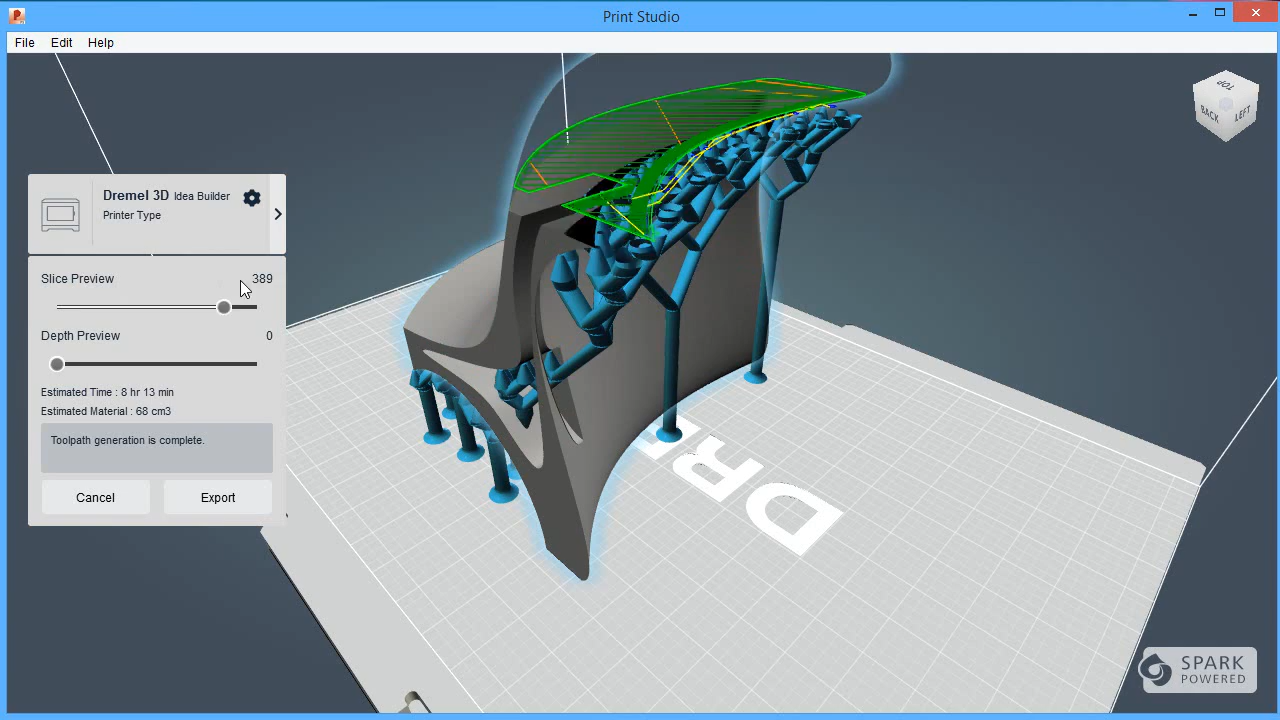 Print Studio
File Edit Help
TOP
BACK
LEFT
Dremel 3D Idea Builder
Printer Type
Slice Preview 389
Depth Preview 0
Estimated Time : 8 hr 13 min
Estimated Material : 68 cm3
Toolpath generation is complete.
Cancel Export
DRE
SPARK
POWERED